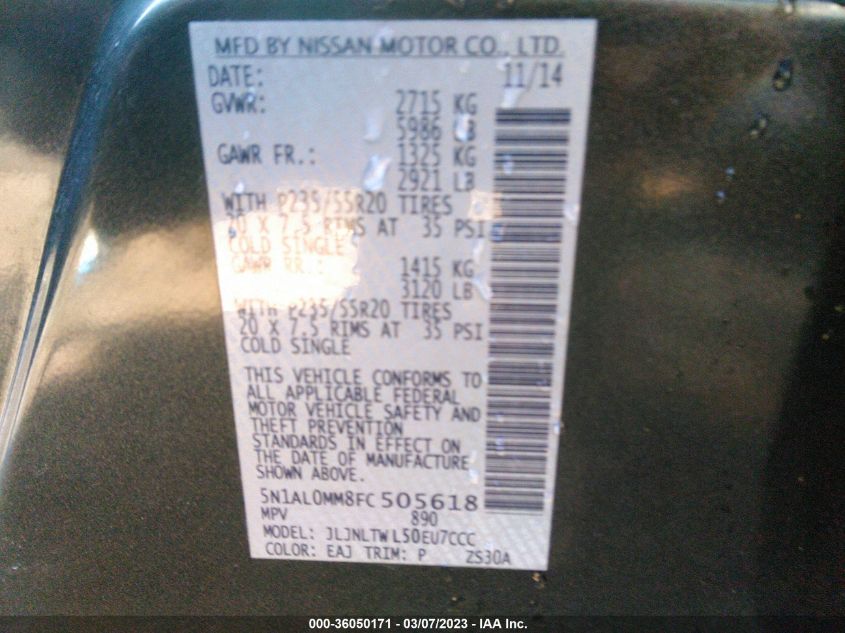 MFD BY NISSAN MOTOR CO., LTD.
DATE: 11/14
GVWR: 2715 KG
5986 LB
GAWR FR.: 1325 KG
2921 LB
WITH P235/55R20 TIRES
20 X 7.5 RIMS AT 35 PSI
COLD SINGLE
GAWR RR.: 1415 KG
3120 LB
WITH P235/55R20 TIRES
20 X 7.5 RIMS AT 35 PSI
COLD SINGLE
THIS VEHICLE CONFORMS TO
ALL APPLICABLE FEDERAL
MOTOR VEHICLE SAFETY AND
THEFT PREVENTION
STANDARDS IN EFFECT ON
THE DATE OF MANUFACTURE
SHOWN ABOVE.
5N1AL0MM8FC505618
MPV 890
MODEL: JLJNLTWL50EU7CCC
COLOR: EAJ TRIM: P ZS30A
000-36050171 - 03/07/2023 - IAA Inc.